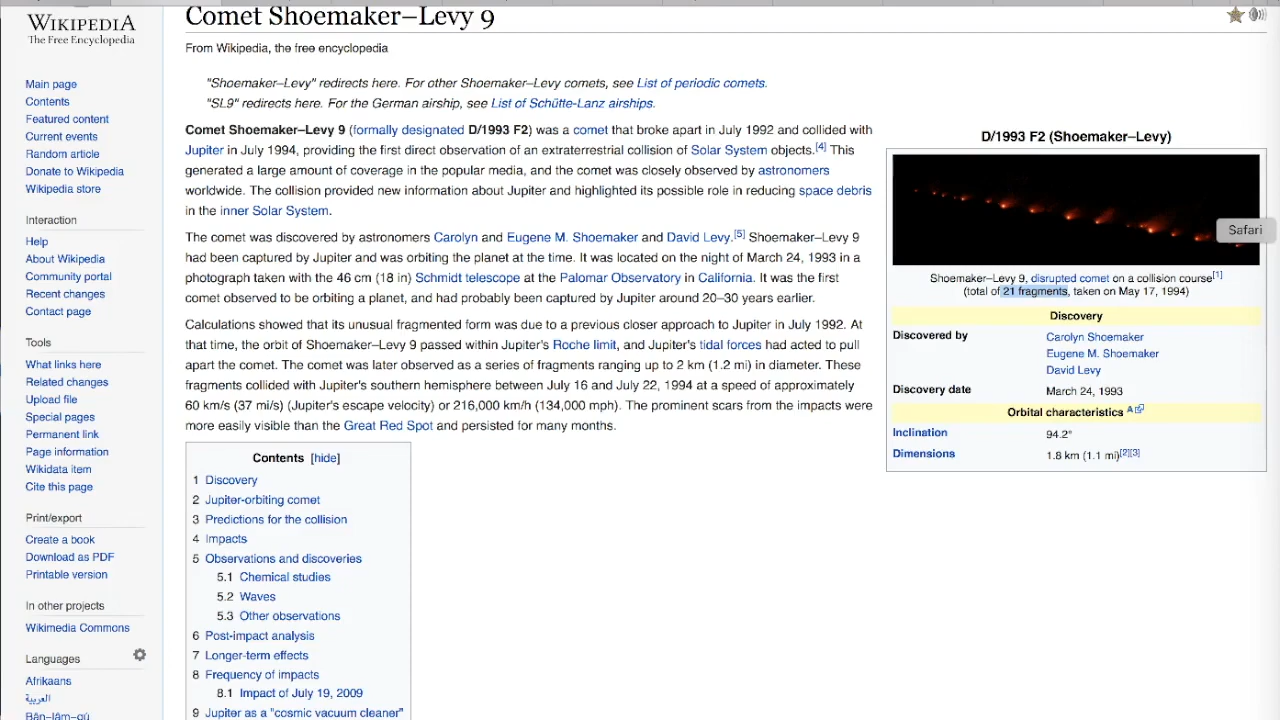 WIKIPEDIA
The Free Encyclopedia
Main page
Contents
Featured content
Current events
Random article
Donate to Wikipedia
Wikipedia store
Interaction
Help
About Wikipedia
Community portal
Recent changes
Contact page
Tools
What links here
Related changes
Upload file
Special pages
Permanent link
Page information
Wikidata item
Cite this page
Print/export
Create a book
Download as PDF
Printable version
In other projects
Wikimedia Commons
Languages
Afrikaans
العربية
Bân-lâm-gú
Comet Shoemaker–Levy 9
From Wikipedia, the free encyclopedia
"Shoemaker–Levy" redirects here. For other Shoemaker–Levy comets, see List of periodic comets.
"SL9" redirects here. For the German airship, see List of Schütte-Lanz airships.
Comet Shoemaker–Levy 9 (formally designated D/1993 F2) was a comet that broke apart in July 1992 and collided with
Jupiter in July 1994, providing the first direct observation of an extraterrestrial collision of Solar System objects.[4] This
generated a large amount of coverage in the popular media, and the comet was closely observed by astronomers
worldwide. The collision provided new information about Jupiter and highlighted its possible role in reducing space debris
in the inner Solar System.
The comet was discovered by astronomers Carolyn and Eugene M. Shoemaker and David Levy.[5] Shoemaker–Levy 9
had been captured by Jupiter and was orbiting the planet at the time. It was located on the night of March 24, 1993 in a
photograph taken with the 46 cm (18 in) Schmidt telescope at the Palomar Observatory in California. It was the first
comet observed to be orbiting a planet, and had probably been captured by Jupiter around 20–30 years earlier.
Calculations showed that its unusual fragmented form was due to a previous closer approach to Jupiter in July 1992. At
that time, the orbit of Shoemaker–Levy 9 passed within Jupiter's Roche limit, and Jupiter's tidal forces had acted to pull
apart the comet. The comet was later observed as a series of fragments ranging up to 2 km (1.2 mi) in diameter. These
fragments collided with Jupiter's southern hemisphere between July 16 and July 22, 1994 at a speed of approximately
60 km/s (37 mi/s) (Jupiter's escape velocity) or 216,000 km/h (134,000 mph). The prominent scars from the impacts were
more easily visible than the Great Red Spot and persisted for many months.
Contents [hide]
1 Discovery
2 Jupiter-orbiting comet
3 Predictions for the collision
4 Impacts
5 Observations and discoveries
5.1 Chemical studies
5.2 Waves
5.3 Other observations
6 Post-impact analysis
7 Longer-term effects
8 Frequency of impacts
8.1 Impact of July 19, 2009
9 Jupiter as a "cosmic vacuum cleaner"
D/1993 F2 (Shoemaker–Levy)
Safari
Shoemaker–Levy 9, disrupted comet on a collision course[1]
(total of 21 fragments, taken on May 17, 1994)
Discovery
Discovered by Carolyn Shoemaker
Eugene M. Shoemaker
David Levy
Discovery date March 24, 1993
Orbital characteristics A
Inclination 94.2°
Dimensions 1.8 km (1.1 mi)[2][3]